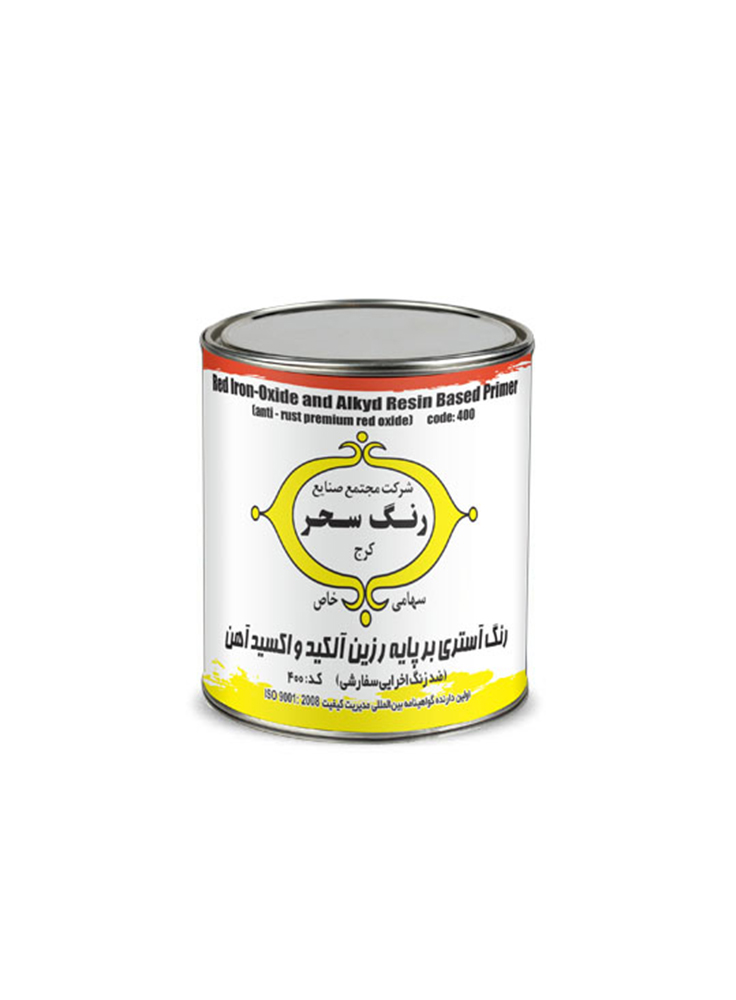 Red Iron-Oxide and Alkyd Resin Based Primer
(anti - rust premium red oxide) code: 400
شرکت مجتمع صنایع
رنگ سحر
کرج
سهامی خاص
رنگ آستری بر پایه رزین آلکید و اکسید آهن
(ضد زنگ اخرایی سفارشی) کد: ۴۰۰
اولین دارنده گواهینامه بین‌المللی مدیریت کیفیت ISO 9001: 2008